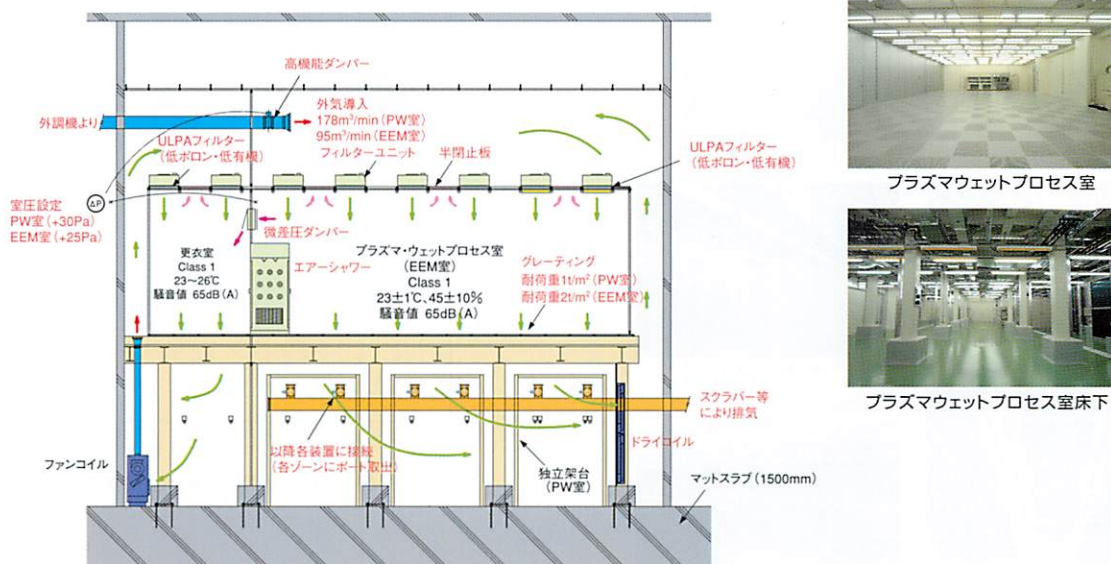 高機能ダンパー
外調機より
外気導入
178m³/min(PW室)
95m³/min(EEM室)
フィルターユニット
ULPAフィルター
(低ボロン・低有機)
半閉止板
ULPAフィルター
(低ボロン・低有機)
室圧設定
PW室(+30Pa)
EEM室(+25Pa)
ΔP
微差圧ダンパー
エアーシャワー
更衣室
Class 1
23〜26℃
騒音値 65dB(A)
プラズマ・ウェットプロセス室
(EEM室)
Class 1
23±1℃、45±10%
騒音値 65dB(A)
グレーティング
耐荷重1t/m²(PW室)
耐荷重2t/m²(EEM室)
スクラバー等
により排気
ドライコイル
以降各装置に接続
(各ゾーンにポート取出)
ファンコイル
独立架台
(PW室)
マットスラブ(1500mm)
プラズマウェットプロセス室
プラズマウェットプロセス室床下